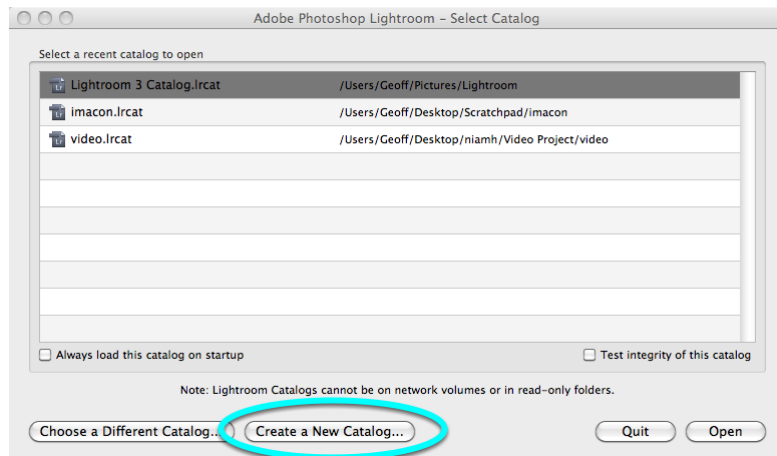 Adobe Photoshop Lightroom – Select Catalog
Select a recent catalog to open
Lightroom 3 Catalog.lrcat /Users/Geoff/Pictures/Lightroom
imacon.lrcat /Users/Geoff/Desktop/Scratchpad/imacon
video.lrcat /Users/Geoff/Desktop/niamh/Video Project/video
Always load this catalog on startup Test integrity of this catalog
Note: Lightroom Catalogs cannot be on network volumes or in read-only folders.
Choose a Different Catalog... Create a New Catalog... Quit Open